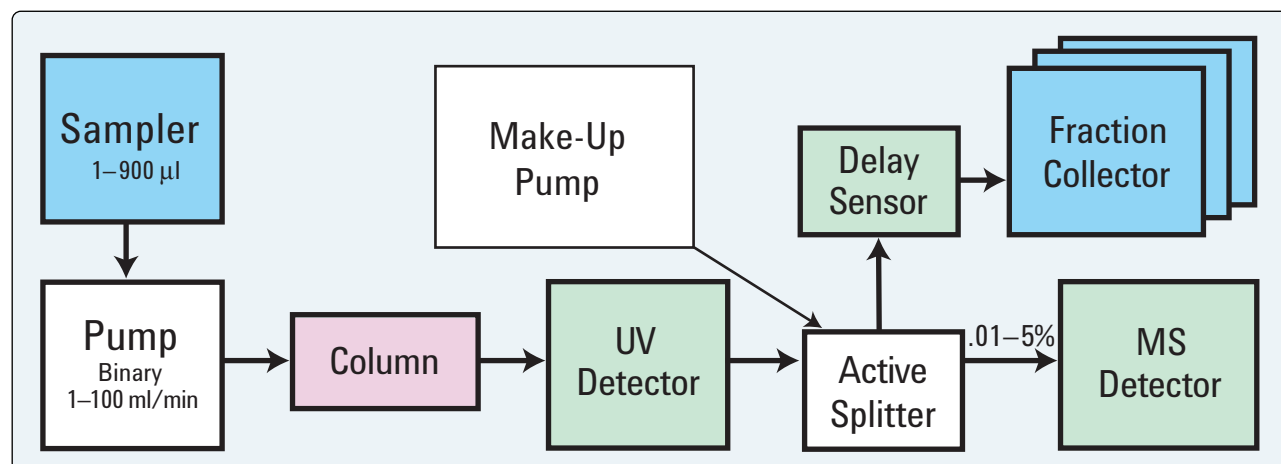 Sampler
1–900 µl
Make-Up
Pump
Delay
Sensor
Fraction
Collector
Pump
Binary
1–100 ml/min
Column
UV
Detector
Active
Splitter
.01–5%
MS
Detector